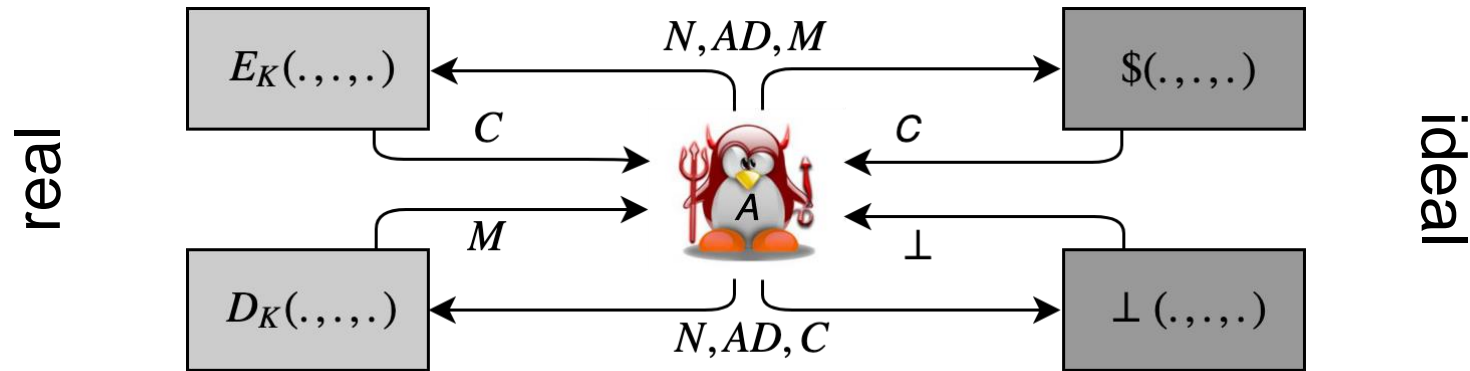 real
E_K(.,.,.)
N, AD, M
$(.,.,.)
C
C
A
M
⊥
D_K(.,.,.)
N, AD, C
⊥(.,.,.)
ideal